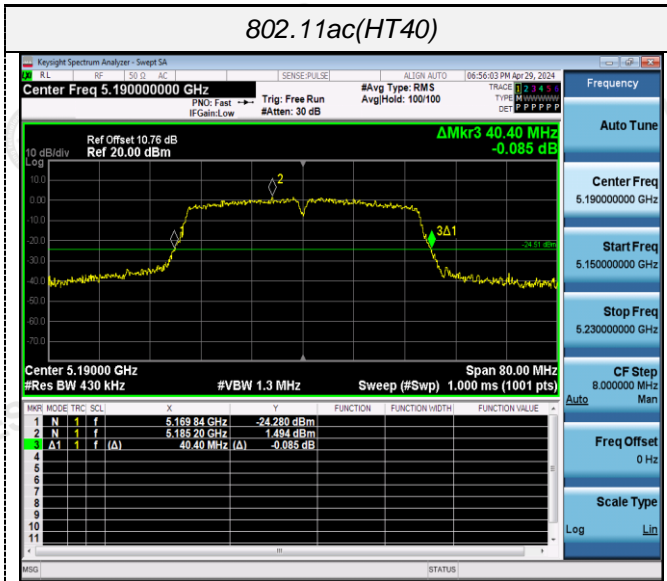 802.11ac(HT40)
Keysight Spectrum Analyzer - Swept SA
RL RF 50 Ω AC SENSE:PULSE ALIGN AUTO 06:56:03 PM Apr 29, 2024
Center Freq 5.190000000 GHz
PNO: Fast
IFGain:Low
Trig: Free Run
#Atten: 30 dB
#Avg Type: RMS
Avg|Hold: 100/100
TRACE 1 2 3 4 5 6
TYPE M W W W W W
DET P P P P P P
Frequency
Auto Tune
Center Freq
5.190000000 GHz
Start Freq
5.150000000 GHz
Stop Freq
5.230000000 GHz
CF Step
8.000000 MHz
Auto Man
Freq Offset
0 Hz
Scale Type
Log Lin
Ref Offset 10.76 dB
10 dB/div Ref 20.00 dBm
Log
ΔMkr3 40.40 MHz
-0.085 dB
10.0
0.00
-10.0
-20.0
-30.0
-40.0
-50.0
-60.0
-70.0
2
3Δ1
-24.51 dBm
Center 5.19000 GHz Span 80.00 MHz
#Res BW 430 kHz #VBW 1.3 MHz Sweep (#Swp) 1.000 ms (1001 pts)
MKR MODE TRC SCL X Y FUNCTION FUNCTION WIDTH FUNCTION VALUE
1 N 1 f 5.169 84 GHz -24.280 dBm
2 N 1 f 5.185 20 GHz 1.494 dBm
3 Δ1 1 f (Δ) 40.40 MHz (Δ) -0.085 dB
4
5
6
7
8
9
10
11
MSG STATUS